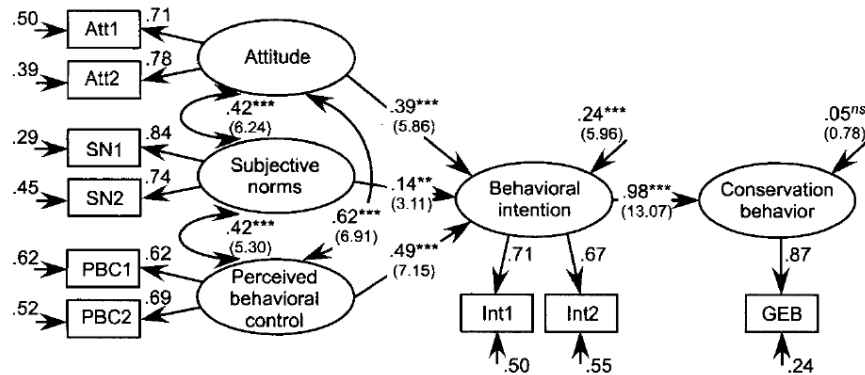 .50
Att1
.71
.39
Att2
.78
Attitude
.42***
(6.24)
.39***
(5.86)
.24***
(5.96)
.05ns
(0.78)
.29
SN1
.84
.45
SN2
.74
Subjective
norms
.14**
(3.11)
Behavioral
intention
.98***
(13.07)
Conservation
behavior
.42***
(5.30)
.62***
(6.91)
.49***
(7.15)
.62
PBC1
.62
.52
PBC2
.69
Perceived
behavioral
control
.71
.67
.87
Int1
Int2
GEB
.50
.55
.24